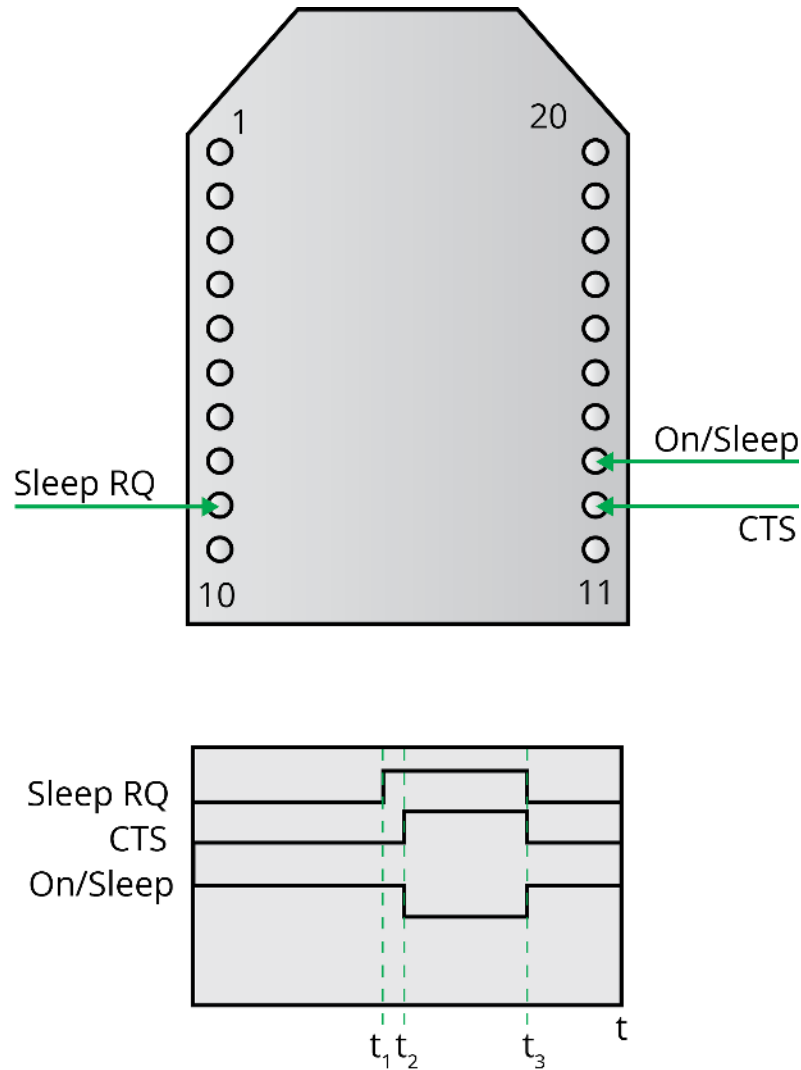 1
20
On/Sleep
Sleep RQ
CTS
10
11
Sleep RQ
CTS
On/Sleep
t
t₁ t₂ t₃